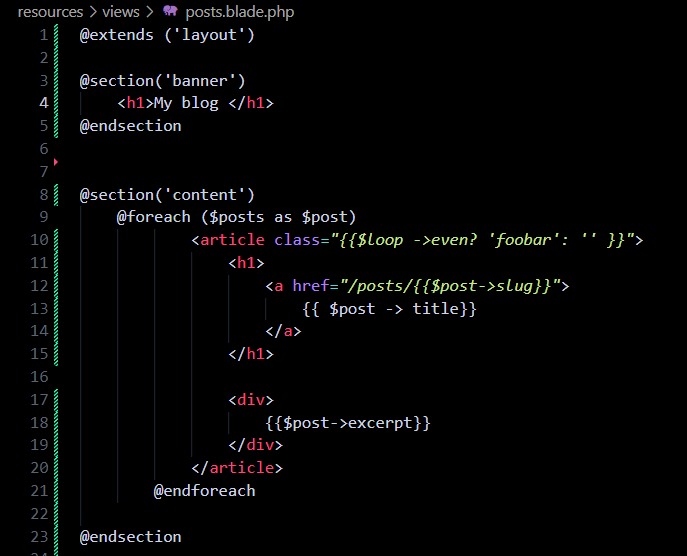 resources > views > posts.blade.php
1 @extends ('layout')
2
3 @section('banner')
4     <h1>My blog </h1>
5 @endsection
6
7
8 @section('content')
9     @foreach ($posts as $post)
10             <article class="{{$loop ->even? 'foobar': '' }}">
11                 <h1>
12                     <a href="/posts/{{$post->slug}}">
13                         {{ $post -> title}}
14                     </a>
15                 </h1>
16
17                 <div>
18                     {{$post->excerpt}}
19                 </div>
20             </article>
21         @endforeach
22
23 @endsection